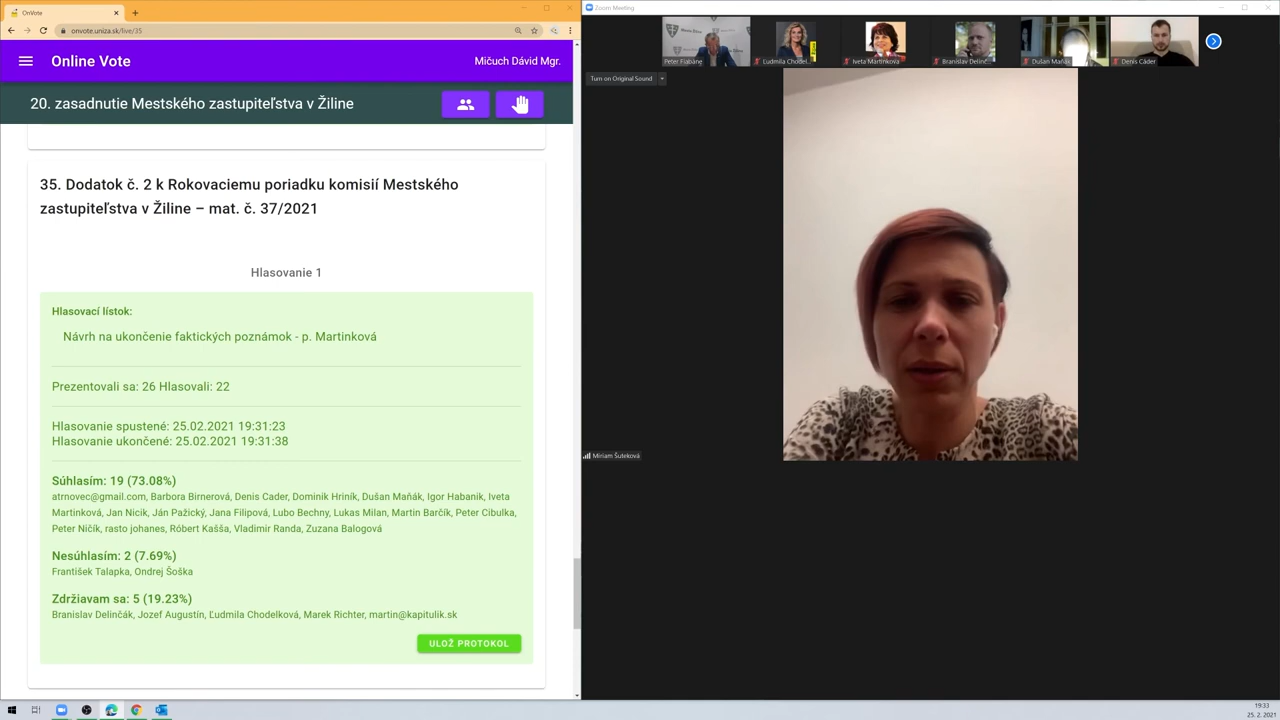 OnVote
onvote.uniza.sk/live/35
Online Vote
Mičuch Dávid Mgr.
20. zasadnutie Mestského zastupiteľstva v Žiline
35. Dodatok č. 2 k Rokovaciemu poriadku komisií Mestského
zastupiteľstva v Žiline – mat. č. 37/2021
Hlasovanie 1
Hlasovací lístok:
Návrh na ukončenie faktických poznámok - p. Martinková
Prezentovali sa: 26 Hlasovali: 22
Hlasovanie spustené: 25.02.2021 19:31:23
Hlasovanie ukončené: 25.02.2021 19:31:38
Súhlasím: 19 (73.08%)
atrnovec@gmail.com, Barbora Birnerová, Denis Cader, Dominik Hriník, Dušan Maňák, Igor Habanik, Iveta
Martinková, Jan Nicik, Ján Pažický, Jana Filipová, Lubo Bechny, Lukas Milan, Martin Barčík, Peter Cibulka,
Peter Ničík, rasto johanes, Róbert Kašša, Vladimir Randa, Zuzana Balogová
Nesúhlasím: 2 (7.69%)
František Talapka, Ondrej Šoška
Zdržiavam sa: 5 (19.23%)
Branislav Delinčák, Jozef Augustín, Ľudmila Chodelková, Marek Richter, martin@kapitulik.sk
ULOŽ PROTOKOL
Zoom Meeting
Peter Fiabáne
Ľudmila Chodel...
Iveta Martinková
Branislav Delinč...
Dušan Maňák
Denis Cáder
Turn on Original Sound
Miriam Šuteková
19:33
25. 2. 2021